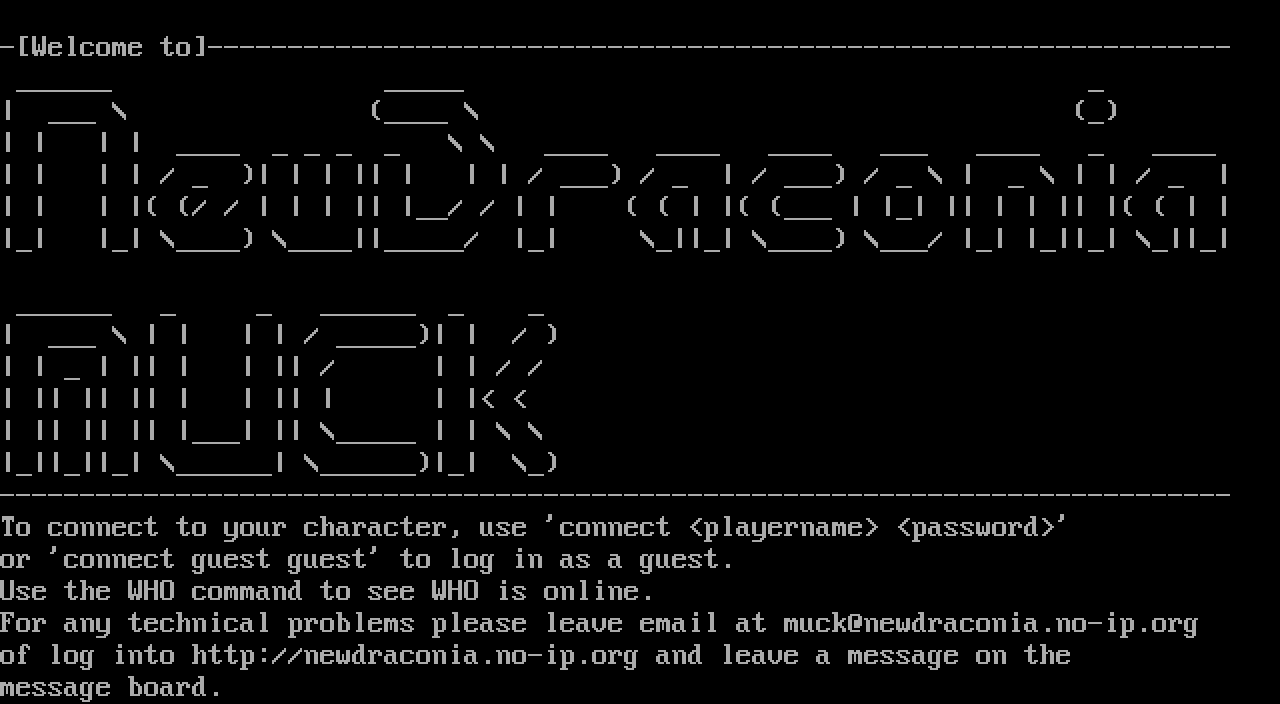 [Welcome to]
NewDraconia
MUCK
To connect to your character, use 'connect <playername> <password>'
or 'connect guest guest' to log in as a guest.
Use the WHO command to see WHO is online.
For any technical problems please leave email at muck@newdraconia.no-ip.org
of log into http://newdraconia.no-ip.org and leave a message on the
message board.